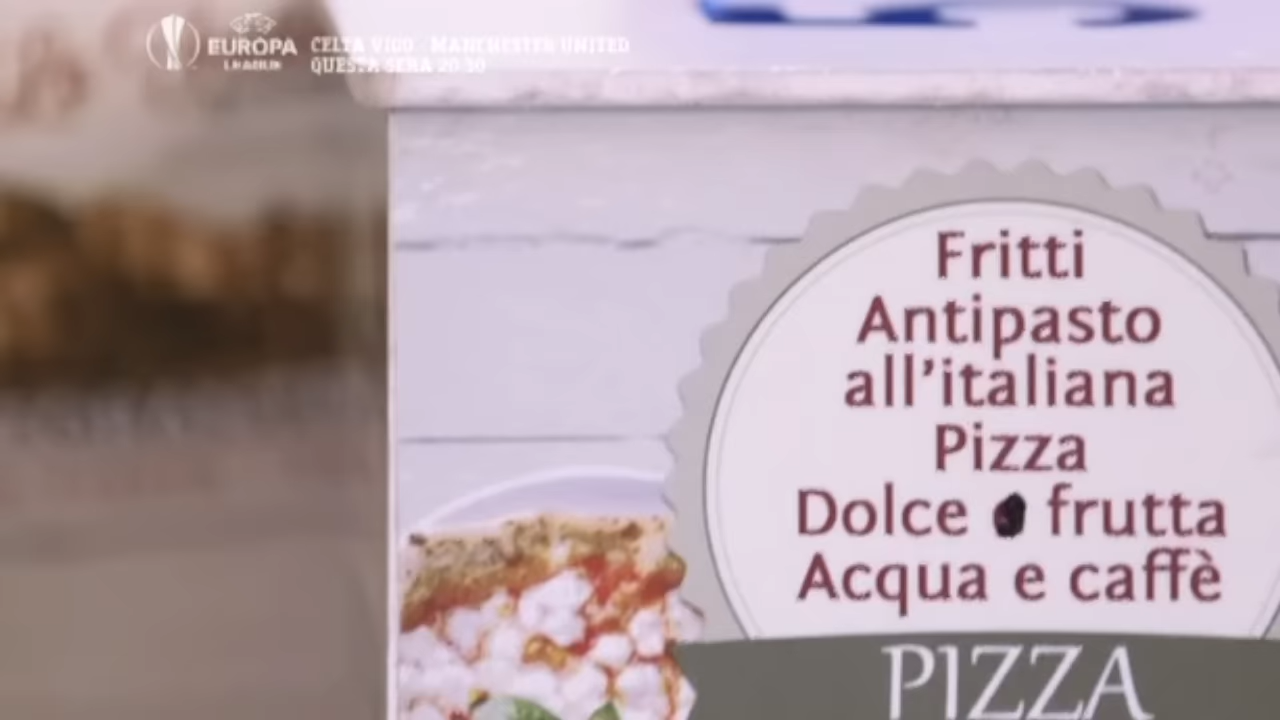 EUROPA
LEAGUE
CELTA VIGO - MANCHESTER UNITED
QUESTA SERA 20:30
Fritti
Antipasto
all'italiana
Pizza
Dolce frutta
Acqua e caffè
PIZZA